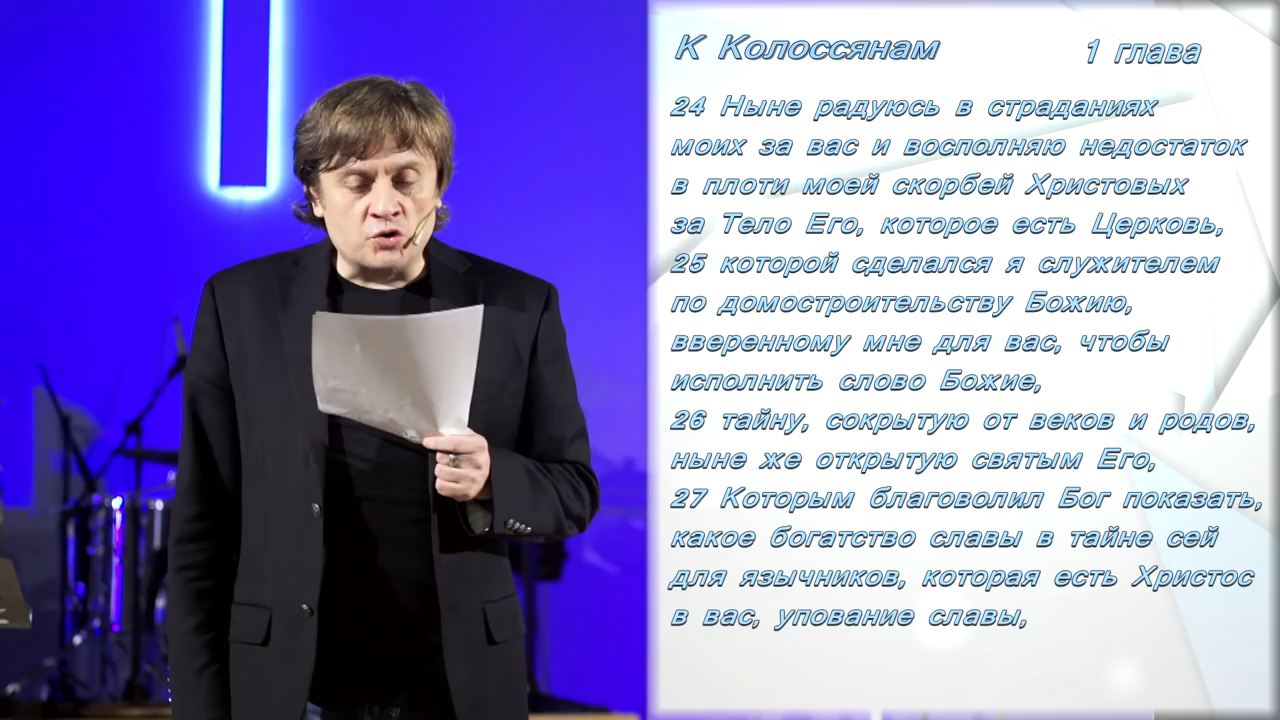 К Колоссянам 1 глава
24 Ныне радуюсь в страданиях
моих за вас и восполняю недостаток
в плоти моей скорбей Христовых
за Тело Его, которое есть Церковь,
25 которой сделался я служителем
по домостроительству Божию,
вверенному мне для вас, чтобы
исполнить слово Божие,
26 тайну, сокрытую от веков и родов,
ныне же открытую святым Его,
27 Которым благоволил Бог показать,
какое богатство славы в тайне сей
для язычников, которая есть Христос
в вас, упование славы,